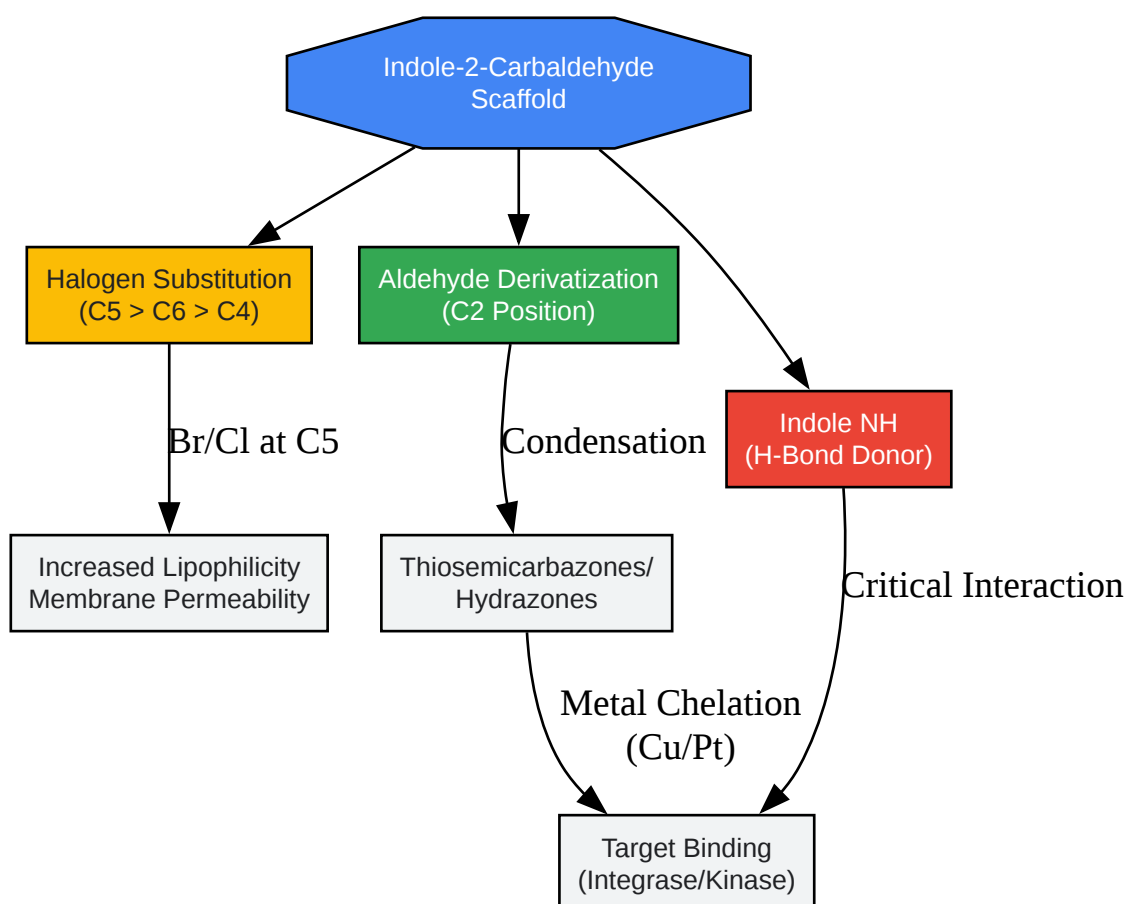 Indole-2-Carbaldehyde
Scaffold
Halogen Substitution
(C5 > C6 > C4)
Aldehyde Derivatization
(C2 Position)
Indole NH
(H-Bond Donor)
Br/Cl at C5
Condensation
Increased Lipophilicity
Membrane Permeability
Thiosemicarbazones/
Hydrazones
Critical Interaction
Metal Chelation
(Cu/Pt)
Target Binding
(Integrase/Kinase)